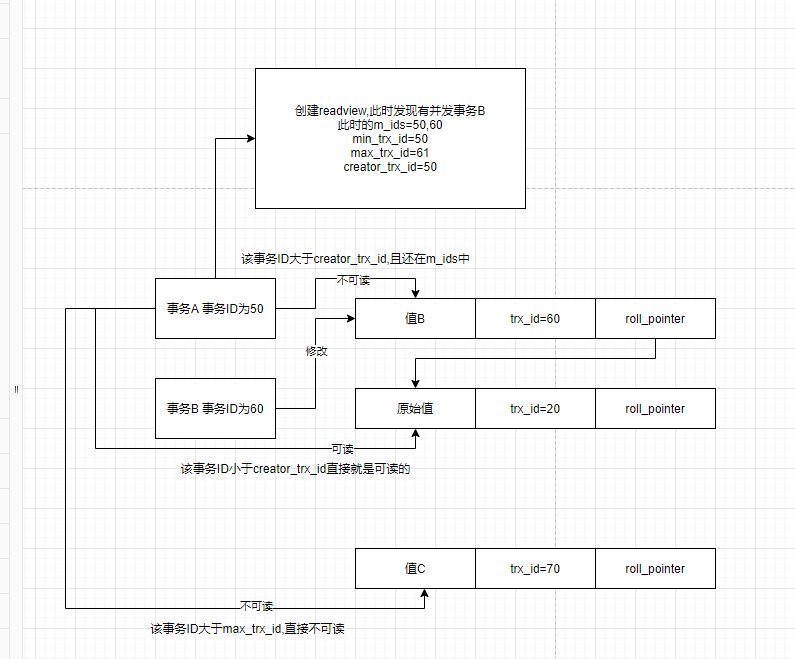 创建readview,此时发现有并发事务B
此时的m_ids=50,60
min_trx_id=50
max_trx_id=61
creator_trx_id=50
该事务ID大于creator_trx_id,且还在m_ids中
不可读
事务A 事务ID为50
值B
trx_id=60
roll_pointer
修改
事务B 事务ID为60
原始值
trx_id=20
roll_pointer
可读
该事务ID小于creator_trx_id直接就是可读的
值C
trx_id=70
roll_pointer
不可读
该事务ID大于max_trx_id,直接不可读